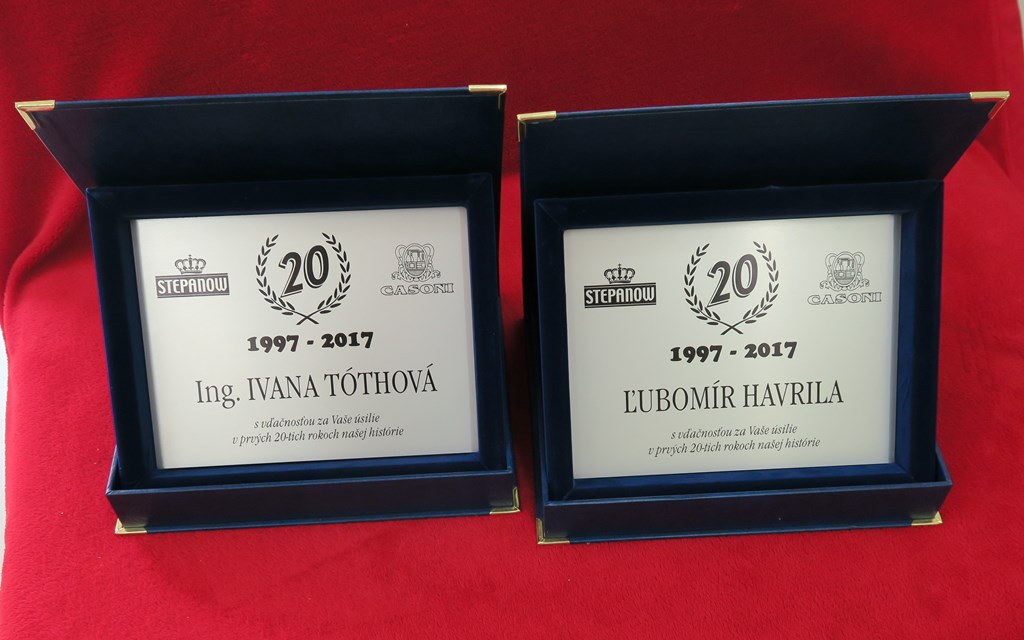 STEPANOW
20
CASONI
1997 - 2017
Ing. IVANA TÓTHOVÁ
s vďačnosťou za Vaše úsilie
v prvých 20-tich rokoch našej histórie
STEPANOW
20
CASONI
1997 - 2017
ĽUBOMÍR HAVRILA
s vďačnosťou za Vaše úsilie
v prvých 20-tich rokoch našej histórie